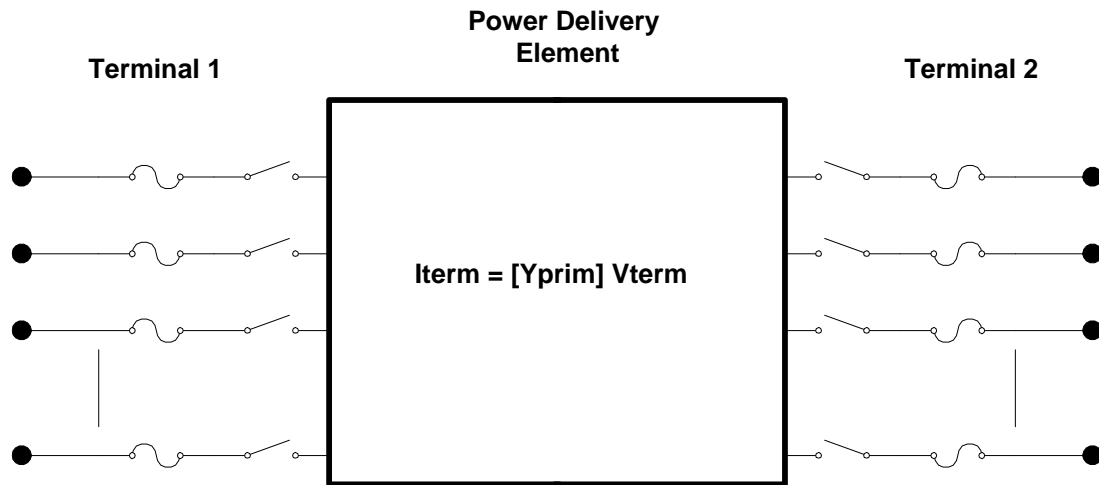 Power Delivery
Element
Terminal 1
Terminal 2
Iterm = [Yprim] Vterm